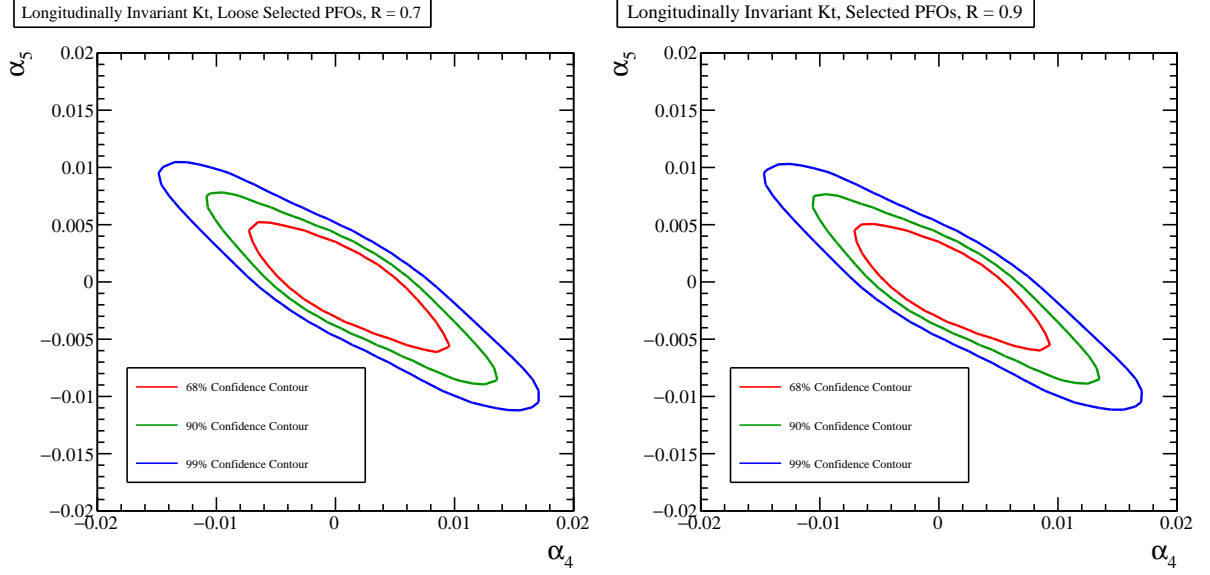 Longitudinally Invariant Kt, Loose Selected PFOs, R = 0.7
α5
0.02
0.015
0.01
0.005
0
−0.005
−0.01
−0.015
−0.02
68% Confidence Contour
90% Confidence Contour
99% Confidence Contour
−0.02 −0.01 0 0.01 0.02
α4
Longitudinally Invariant Kt, Selected PFOs, R = 0.9
α5
0.02
0.015
0.01
0.005
0
−0.005
−0.01
−0.015
−0.02
68% Confidence Contour
90% Confidence Contour
99% Confidence Contour
−0.02 −0.01 0 0.01 0.02
α4